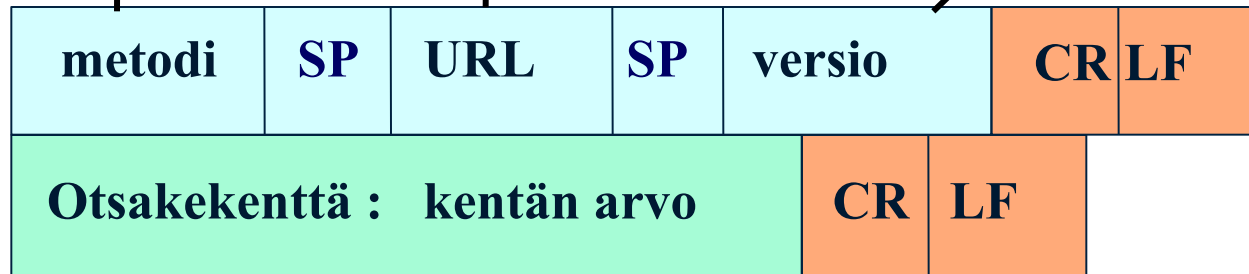 metodi SP URL SP versio CR LF
Otsakekenttä : kentän arvo CR LF